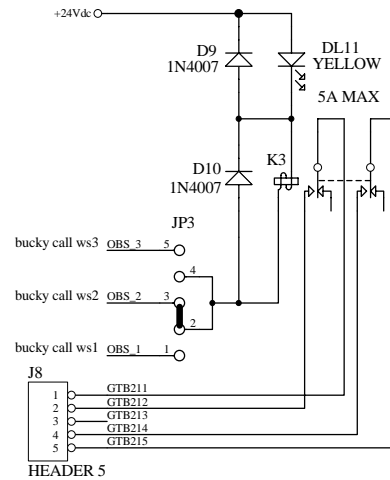 +24Vdc
D9
1N4007
DL11
YELLOW
5A MAX
D10
1N4007
K3
JP3
bucky call ws3 OBS_3 5
4
bucky call ws2 OBS_2 3
2
bucky call ws1 OBS_1 1
J8
1 GTB211
2 GTB212
3 GTB213
4 GTB214
5 GTB215
HEADER 5